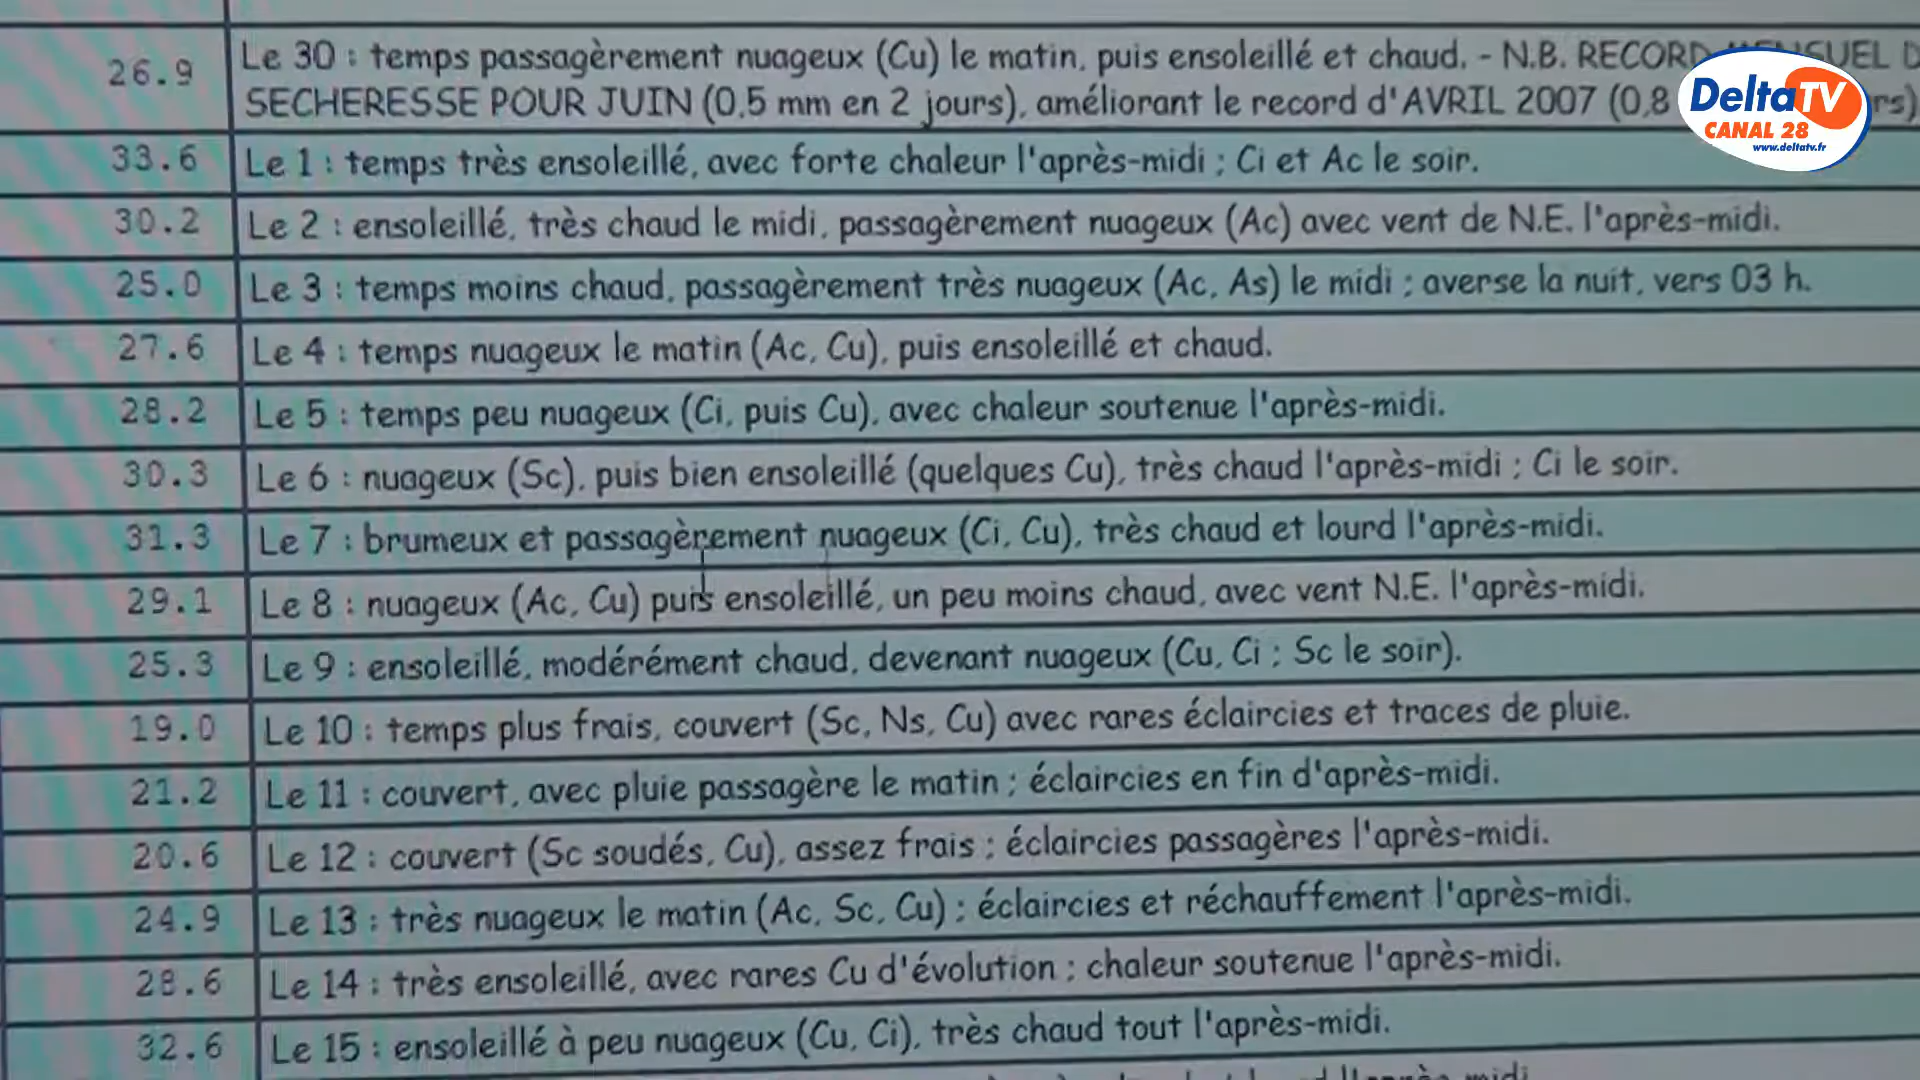 26.9 Le 30 : temps passagèrement nuageux (Cu) le matin, puis ensoleillé et chaud. - N.B. RECORD
SECHERESSE POUR JUIN (0,5 mm en 2 jours), améliorant le record d'AVRIL 2007 (0,8
33.6 Le 1 : temps très ensoleillé, avec forte chaleur l'après-midi ; Ci et Ac le soir.
30.2 Le 2 : ensoleillé, très chaud le midi, passagèrement nuageux (Ac) avec vent de N.E. l'après-midi.
25.0 Le 3 : temps moins chaud, passagèrement très nuageux (Ac, As) le midi ; averse la nuit, vers 03 h.
27.6 Le 4 : temps nuageux le matin (Ac, Cu), puis ensoleillé et chaud.
28.2 Le 5 : temps peu nuageux (Ci, puis Cu), avec chaleur soutenue l'après-midi.
30.3 Le 6 : nuageux (Sc), puis bien ensoleillé (quelques Cu), très chaud l'après-midi ; Ci le soir.
31.3 Le 7 : brumeux et passagèrement nuageux (Ci, Cu), très chaud et lourd l'après-midi.
29.1 Le 8 : nuageux (Ac, Cu) puis ensoleillé, un peu moins chaud, avec vent N.E. l'après-midi.
25.3 Le 9 : ensoleillé, modérément chaud, devenant nuageux (Cu, Ci ; Sc le soir).
19.0 Le 10 : temps plus frais, couvert (Sc, Ns, Cu) avec rares éclaircies et traces de pluie.
21.2 Le 11 : couvert, avec pluie passagère le matin ; éclaircies en fin d'après-midi.
20.6 Le 12 : couvert (Sc soudés, Cu), assez frais ; éclaircies passagères l'après-midi.
24.9 Le 13 : très nuageux le matin (Ac, Sc, Cu) ; éclaircies et réchauffement l'après-midi.
28.6 Le 14 : très ensoleillé, avec rares Cu d'évolution ; chaleur soutenue l'après-midi.
32.6 Le 15 : ensoleillé à peu nuageux (Cu, Ci), très chaud tout l'après-midi.
DeltaTV
CANAL 28
www.deltatv.fr